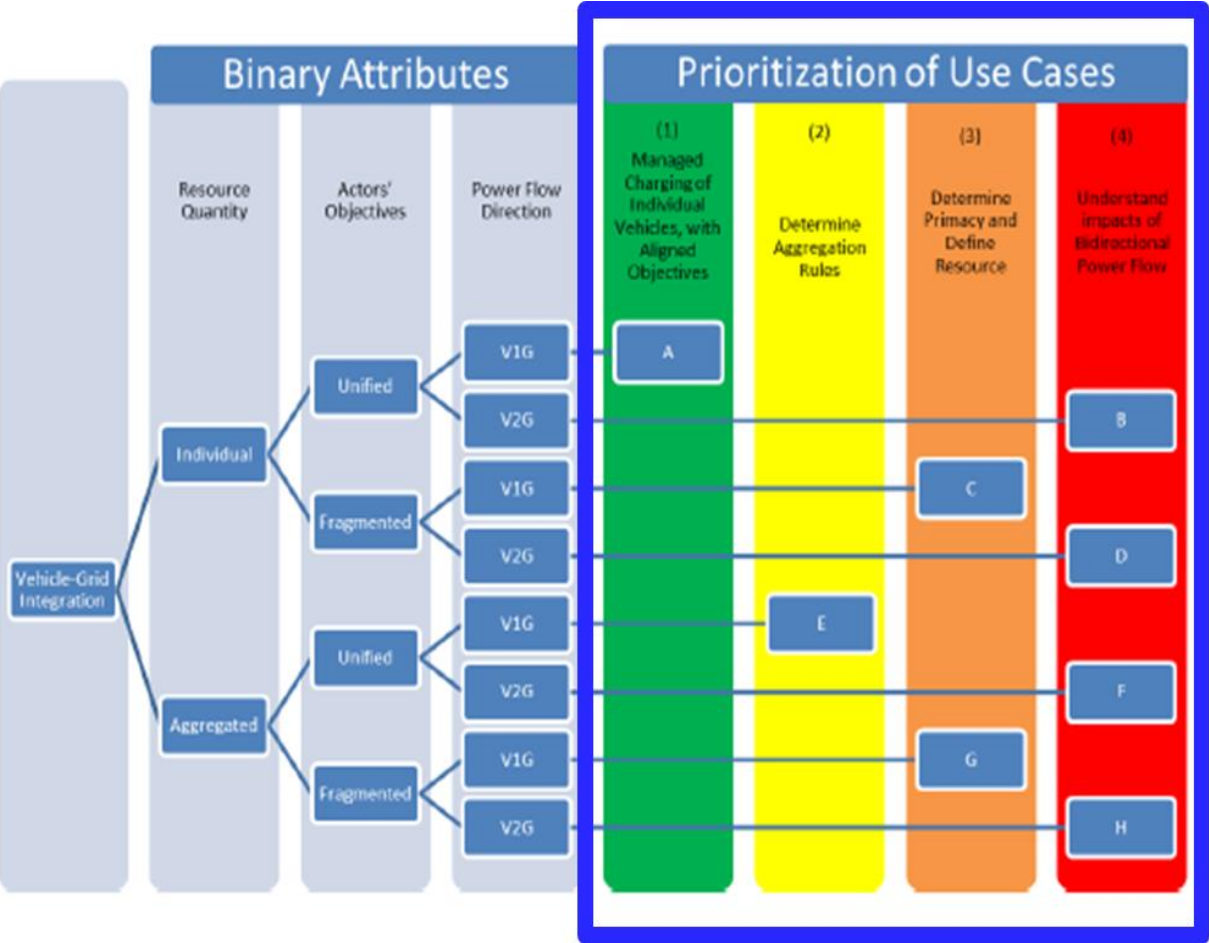 Binary Attributes
Prioritization of Use Cases
Resource
Quantity
Actors'
Objectives
Power Flow
Direction
(1)
Managed
Charging of
Individual
Vehicles, with
Aligned
Objectives
(2)
Determine
Aggregation
Rules
(3)
Determine
Primacy and
Define
Resource
(4)
Understand
impacts of
Bidirectional
Power Flow
Vehicle-Grid
Integration
Individual
Aggregated
Unified
Fragmented
Unified
Fragmented
V1G
A
V2G
B
V1G
C
V2G
D
V1G
E
V2G
F
V1G
G
V2G
H